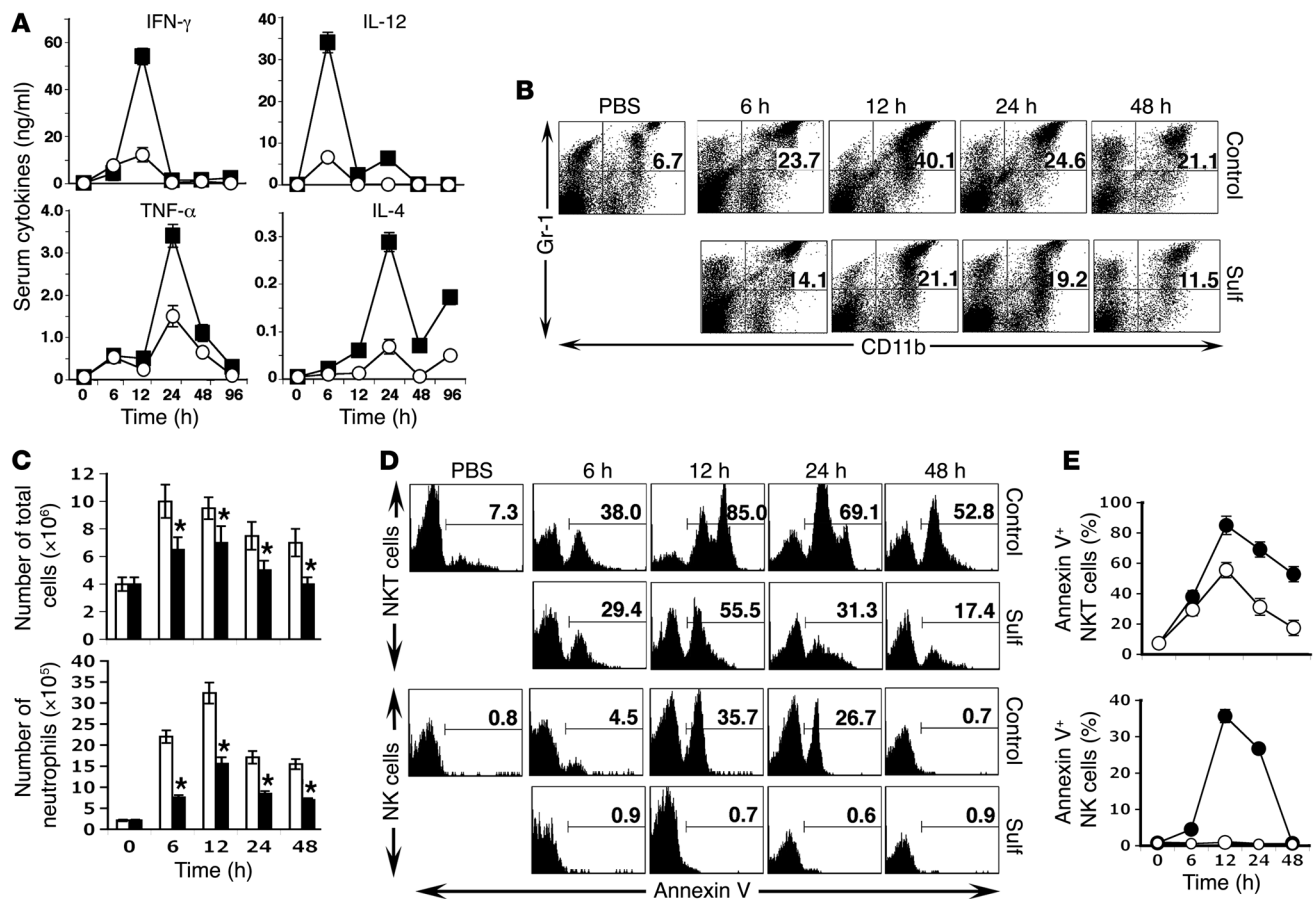 A
IFN-γ
IL-12
Serum cytokines (ng/ml)
60
40
20
0
40
30
20
10
0
TNF-α
IL-4
4.0
3.0
2.0
1.0
0
0.3
0.2
0.1
0
0 6 12 24 48 96
0 6 12 24 48 96
Time (h)
Time (h)
B
PBS 6 h 12 h 24 h 48 h
6.7 23.7 40.1 24.6 21.1
Control
14.1 21.1 19.2 11.5
Sulf
Gr-1
CD11b
C
Number of total
cells (×10⁶)
12
10
8
6
4
2
0
* * * *
Number of
neutrophils (×10⁵)
40
35
30
25
20
15
10
5
0
* * * *
0 6 12 24 48
Time (h)
D
PBS 6 h 12 h 24 h 48 h
NKT cells
7.3 38.0 85.0 69.1 52.8
Control
29.4 55.5 31.3 17.4
Sulf
NK cells
0.8 4.5 35.7 26.7 0.7
Control
0.9 0.7 0.6 0.9
Sulf
Annexin V
E
Annexin V⁺
NKT cells (%)
100
80
60
40
20
0
Annexin V⁺
NK cells (%)
40
30
20
10
0
0 6 12 24 48
Time (h)